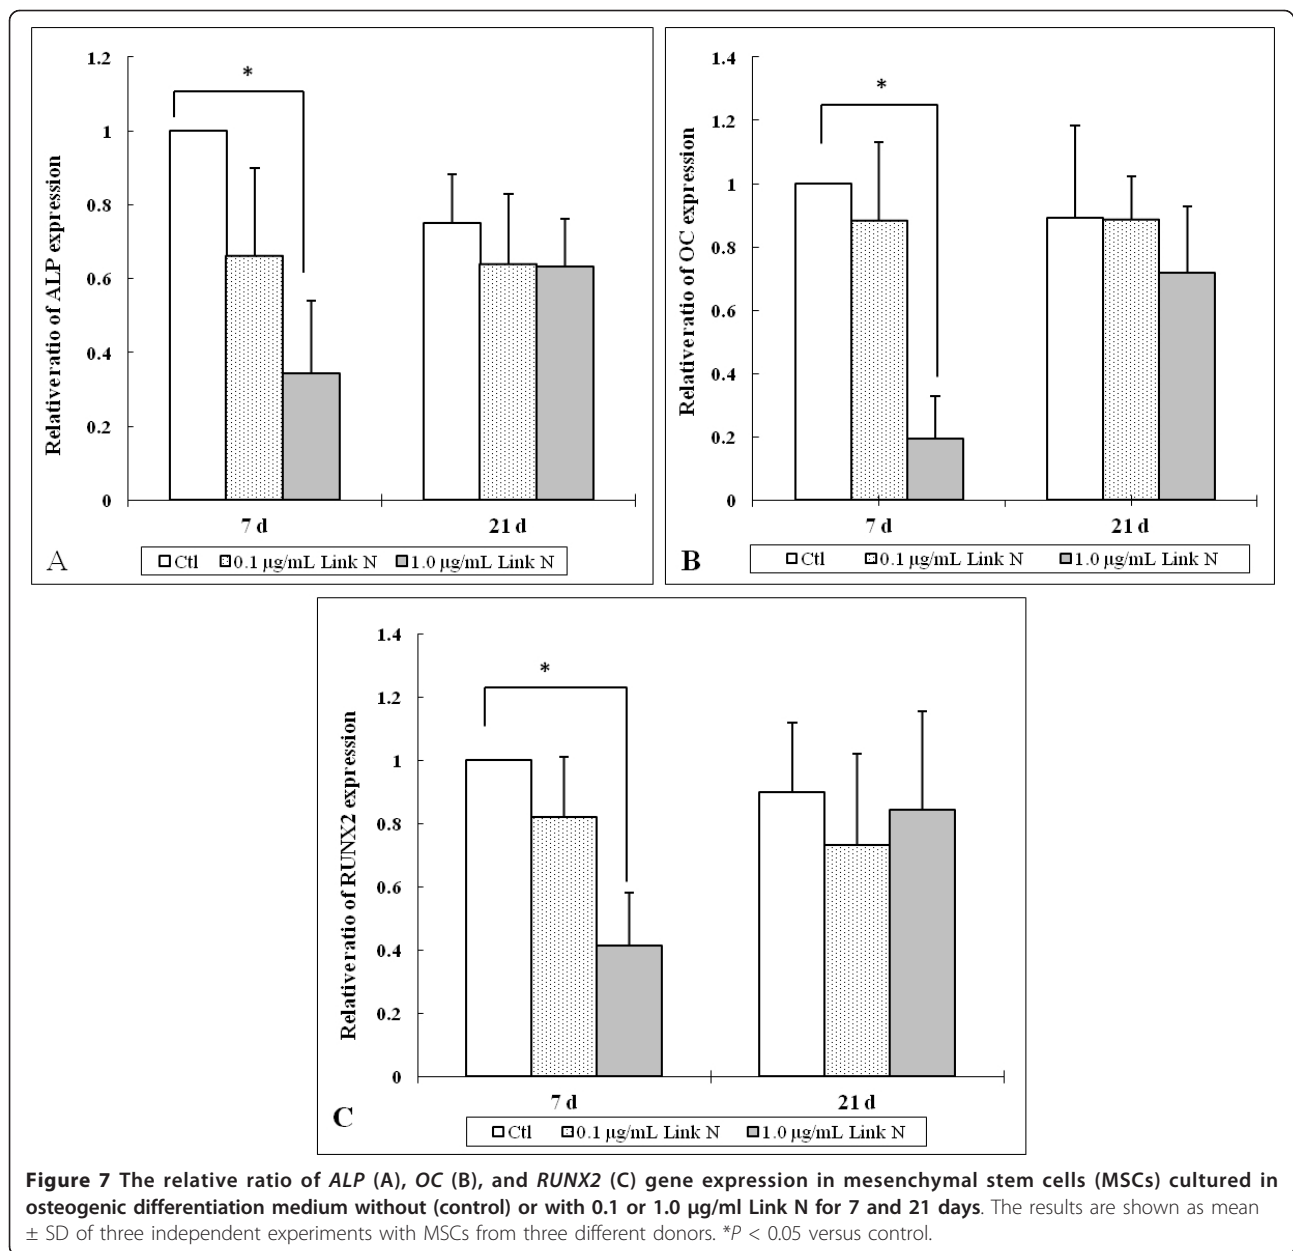 1.2
1
0.8
0.6
0.4
0.2
0
Relative ratio of ALP expression
*
7 d
21 d
A
Ctl 0.1 µg/mL Link N 1.0 µg/mL Link N
1.4
1.2
1
0.8
0.6
0.4
0.2
0
Relative ratio of OC expression
*
7 d
21 d
B
Ctl 0.1 µg/mL Link N 1.0 µg/mL Link N
1.4
1.2
1
0.8
0.6
0.4
0.2
0
Relative ratio of RUNX2 expression
*
7 d
21 d
C
Ctl 0.1 µg/mL Link N 1.0 µg/mL Link N
Figure 7 The relative ratio of ALP (A), OC (B), and RUNX2 (C) gene expression in mesenchymal stem cells (MSCs) cultured in
osteogenic differentiation medium without (control) or with 0.1 or 1.0 µg/ml Link N for 7 and 21 days. The results are shown as mean
± SD of three independent experiments with MSCs from three different donors. *P < 0.05 versus control.